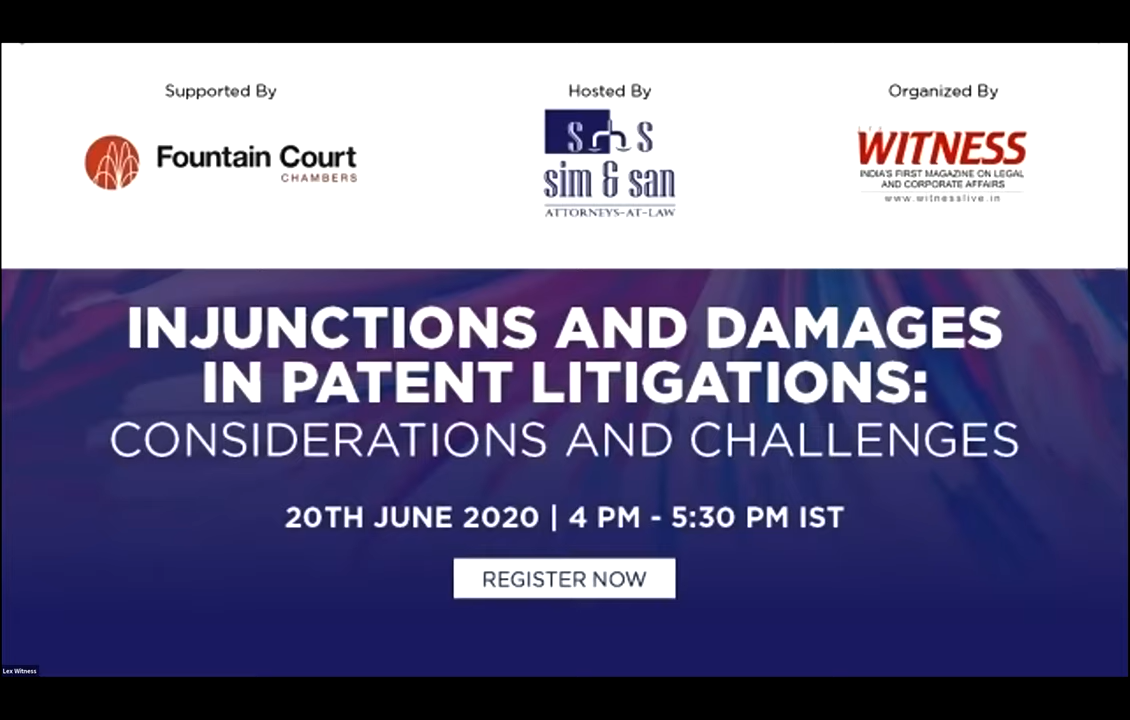 Supported By
Fountain Court
CHAMBERS
Hosted By
S S
sim & san
ATTORNEYS-AT-LAW
Organized By
WITNESS
INDIA'S FIRST MAGAZINE ON LEGAL
AND CORPORATE AFFAIRS
www.witnesslive.in
INJUNCTIONS AND DAMAGES
IN PATENT LITIGATIONS:
CONSIDERATIONS AND CHALLENGES
20TH JUNE 2020 | 4 PM - 5:30 PM IST
REGISTER NOW
Lex Witness